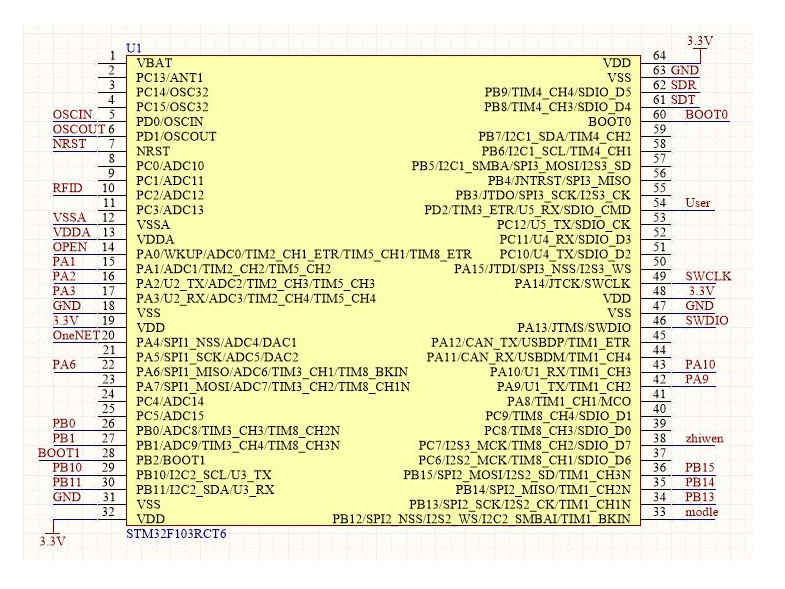 3.3V
U1
1 VBAT VDD 64
2 PC13/ANT1 VSS 63 GND
3 PC14/OSC32 PB9/TIM4_CH4/SDIO_D5 62 SDR
4 PC15/OSC32 PB8/TIM4_CH3/SDIO_D4 61 SDT
OSCIN 5 PD0/OSCIN BOOT0 60 BOOT0
OSCOUT 6 PD1/OSCOUT PB7/I2C1_SDA/TIM4_CH2 59
NRST 7 NRST PB6/I2C1_SCL/TIM4_CH1 58
8 PC0/ADC10 PB5/I2C1_SMBA/SPI3_MOSI/I2S3_SD 57
9 PC1/ADC11 PB4/JNTRST/SPI3_MISO 56
RFID 10 PC2/ADC12 PB3/JTDO/SPI3_SCK/I2S3_CK 55
11 PC3/ADC13 PD2/TIM3_ETR/U5_RX/SDIO_CMD 54 User
VSSA 12 VSSA PC12/U5_TX/SDIO_CK 53
VDDA 13 VDDA PC11/U4_RX/SDIO_D3 52
OPEN 14 PA0/WKUP/ADC0/TIM2_CH1_ETR/TIM5_CH1/TIM8_ETR PC10/U4_TX/SDIO_D2 51
PA1 15 PA1/ADC1/TIM2_CH2/TIM5_CH2 PA15/JTDI/SPI3_NSS/I2S3_WS 50
PA2 16 PA2/U2_TX/ADC2/TIM2_CH3/TIM5_CH3 PA14/JTCK/SWCLK 49 SWCLK
PA3 17 PA3/U2_RX/ADC3/TIM2_CH4/TIM5_CH4 VDD 48 3.3V
GND 18 VSS VSS 47 GND
3.3V 19 VDD PA13/JTMS/SWDIO 46 SWDIO
OneNET 20 PA4/SPI1_NSS/ADC4/DAC1 PA12/CAN_TX/USBDP/TIM1_ETR 45
21 PA5/SPI1_SCK/ADC5/DAC2 PA11/CAN_RX/USBDM/TIM1_CH4 44
PA6 22 PA6/SPI1_MISO/ADC6/TIM3_CH1/TIM8_BKIN PA10/U1_RX/TIM1_CH3 43 PA10
23 PA7/SPI1_MOSI/ADC7/TIM3_CH2/TIM8_CH1N PA9/U1_TX/TIM1_CH2 42 PA9
24 PC4/ADC14 PA8/TIM1_CH1/MCO 41
25 PC5/ADC15 PC9/TIM8_CH4/SDIO_D1 40
PB0 26 PB0/ADC8/TIM3_CH3/TIM8_CH2N PC8/TIM8_CH3/SDIO_D0 39
PB1 27 PB1/ADC9/TIM3_CH4/TIM8_CH3N PC7/I2S3_MCK/TIM8_CH2/SDIO_D7 38 zhiwen
BOOT1 28 PB2/BOOT1 PC6/I2S2_MCK/TIM8_CH1/SDIO_D6 37
PB10 29 PB10/I2C2_SCL/U3_TX PB15/SPI2_MOSI/I2S2_SD/TIM1_CH3N 36 PB15
PB11 30 PB11/I2C2_SDA/U3_RX PB14/SPI2_MISO/TIM1_CH2N 35 PB14
GND 31 VSS PB13/SPI2_SCK/I2S2_CK/TIM1_CH1N 34 PB13
32 VDD PB12/SPI2_NSS/I2S2_WS/I2C2_SMBAI/TIM1_BKIN 33 modle
3.3V
STM32F103RCT6